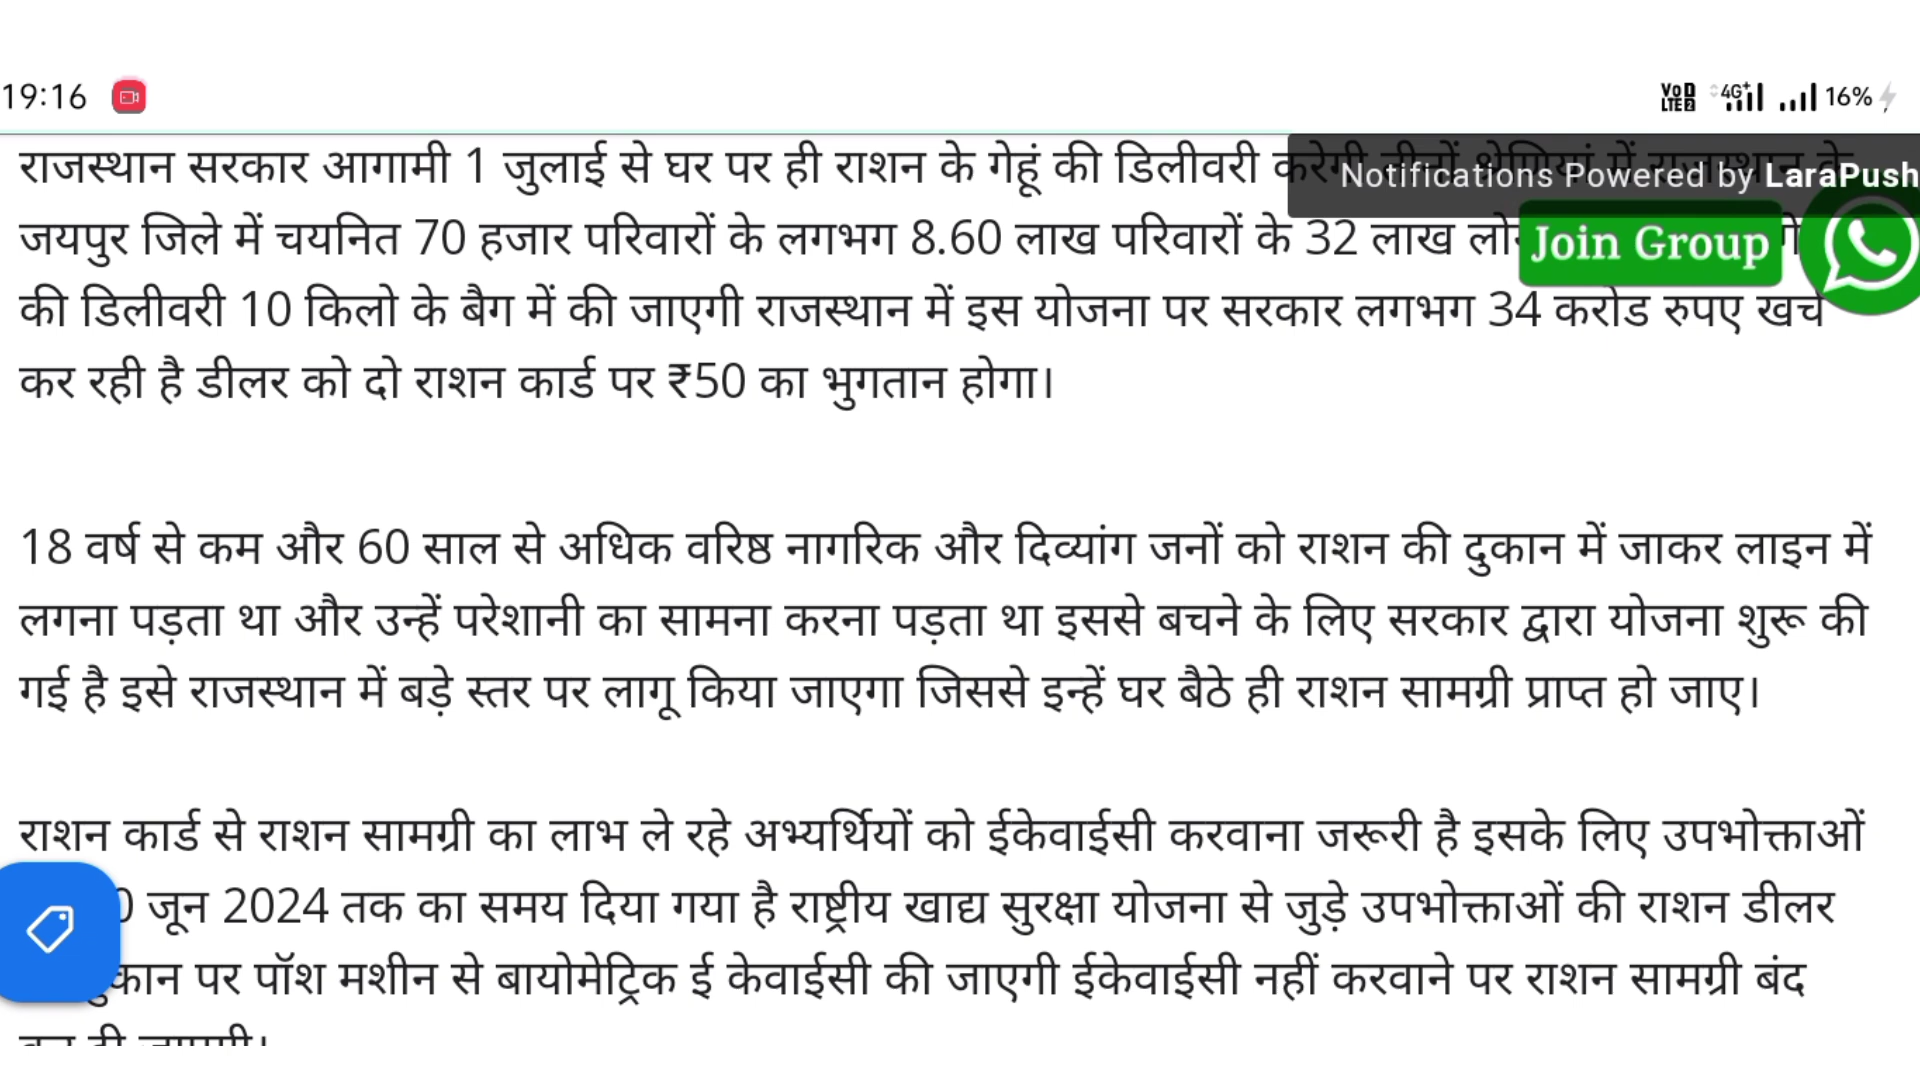 19:16 VoD LTE 2 4G+ 16%
राजस्थान सरकार आगामी 1 जुलाई से घर पर ही राशन के गेहूं की डिलीवरी करेगी तीनों श्रेणियां में राजस्थान के
Notifications Powered by LaraPush
जयपुर जिले में चयनित 70 हजार परिवारों के लगभग 8.60 लाख परिवारों के 32 लाख
Join Group
की डिलीवरी 10 किलो के बैग में की जाएगी राजस्थान में इस योजना पर सरकार लगभग 34 करोड रुपए खर्च
कर रही है डीलर को दो राशन कार्ड पर ₹50 का भुगतान होगा।
18 वर्ष से कम और 60 साल से अधिक वरिष्ठ नागरिक और दिव्यांग जनों को राशन की दुकान में जाकर लाइन में
लगना पड़ता था और उन्हें परेशानी का सामना करना पड़ता था इससे बचने के लिए सरकार द्वारा योजना शुरू की
गई है इसे राजस्थान में बड़े स्तर पर लागू किया जाएगा जिससे इन्हें घर बैठे ही राशन सामग्री प्राप्त हो जाए।
राशन कार्ड से राशन सामग्री का लाभ ले रहे अभ्यर्थियों को ईकेवाईसी करवाना जरूरी है इसके लिए उपभोक्ताओं
जून 2024 तक का समय दिया गया है राष्ट्रीय खाद्य सुरक्षा योजना से जुड़े उपभोक्ताओं की राशन डीलर
पर पॉश मशीन से बायोमेट्रिक ई केवाईसी की जाएगी ईकेवाईसी नहीं करवाने पर राशन सामग्री बंद